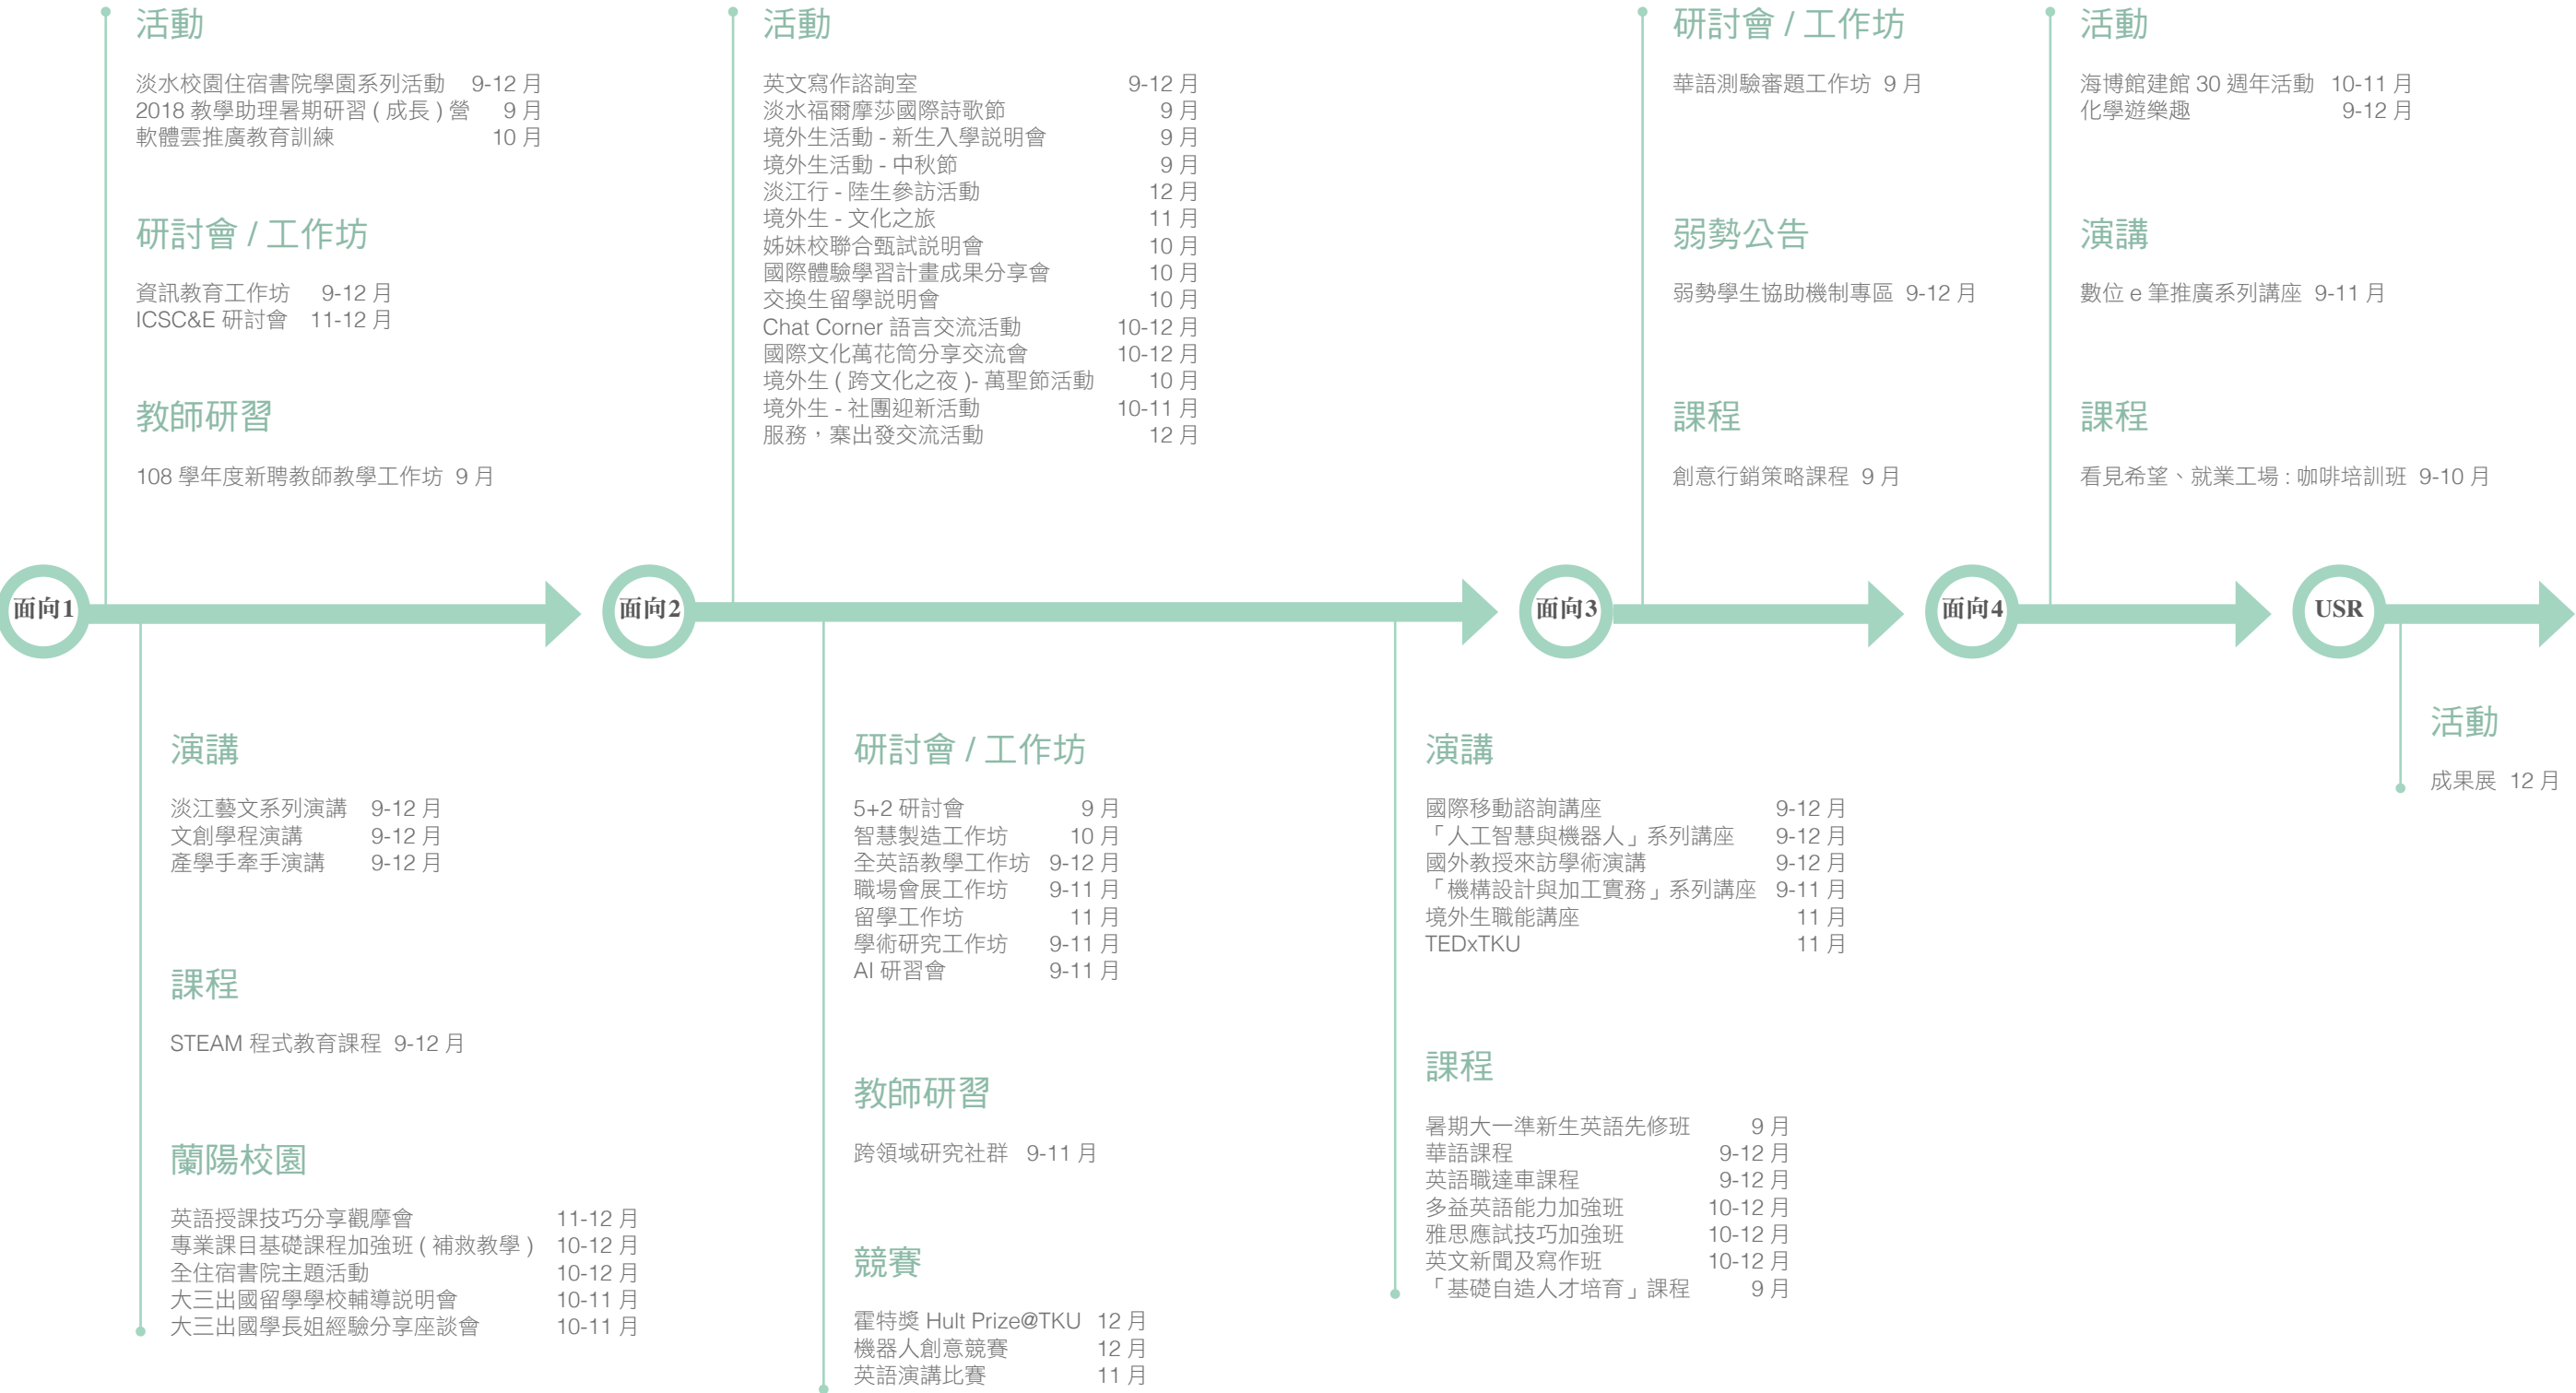 活動
淡水校園住宿書院學園系列活動 9-12 月
2018 教學助理暑期研習 ( 成長 ) 營 9 月
軟體雲推廣教育訓練 10 月
研討會 / 工作坊
資訊教育工作坊 9-12 月
ICSC&E 研討會 11-12 月
教師研習
108 學年度新聘教師教學工作坊 9 月
活動
英文寫作諮詢室 9-12 月
淡水福爾摩莎國際詩歌節 9 月
境外生活動 - 新生入學説明會 9 月
境外生活動 - 中秋節 9 月
淡江行 - 陸生參訪活動 12 月
境外生 - 文化之旅 11 月
姊妹校聯合甄試説明會 10 月
國際體驗學習計畫成果分享會 10 月
交換生留學説明會 10 月
Chat Corner 語言交流活動 10-12 月
國際文化萬花筒分享交流會 10-12 月
境外生 ( 跨文化之夜 )- 萬聖節活動 10 月
境外生 - 社團迎新活動 10-11 月
服務，寨出發交流活動 12 月
研討會 / 工作坊
華語測驗審題工作坊 9 月
弱勢公告
弱勢學生協助機制專區 9-12 月
課程
創意行銷策略課程 9 月
活動
海博館建館 30 週年活動 10-11 月
化學遊樂趣 9-12 月
演講
數位 e 筆推廣系列講座 9-11 月
課程
看見希望、就業工場 : 咖啡培訓班 9-10 月
面向1
面向2
面向3
面向4
USR
演講
淡江藝文系列演講 9-12 月
文創學程演講 9-12 月
產學手牽手演講 9-12 月
課程
STEAM 程式教育課程 9-12 月
蘭陽校園
英語授課技巧分享觀摩會 11-12 月
專業課目基礎課程加強班 ( 補救教學 ) 10-12 月
全住宿書院主題活動 10-12 月
大三出國留學學校輔導説明會 10-11 月
大三出國學長姐經驗分享座談會 10-11 月
研討會 / 工作坊
5+2 研討會 9 月
智慧製造工作坊 10 月
全英語教學工作坊 9-12 月
職場會展工作坊 9-11 月
留學工作坊 11 月
學術研究工作坊 9-11 月
AI 研習會 9-11 月
教師研習
跨領域研究社群 9-11 月
競賽
霍特獎 Hult Prize@TKU 12 月
機器人創意競賽 12 月
英語演講比賽 11 月
演講
國際移動諮詢講座 9-12 月
「人工智慧與機器人」系列講座 9-12 月
國外教授來訪學術演講 9-12 月
「機構設計與加工實務」系列講座 9-11 月
境外生職能講座 11 月
TEDxTKU 11 月
課程
暑期大一準新生英語先修班 9 月
華語課程 9-12 月
英語職達車課程 9-12 月
多益英語能力加強班 10-12 月
雅思應試技巧加強班 10-12 月
英文新聞及寫作班 10-12 月
「基礎自造人才培育」課程 9 月
活動
成果展 12 月